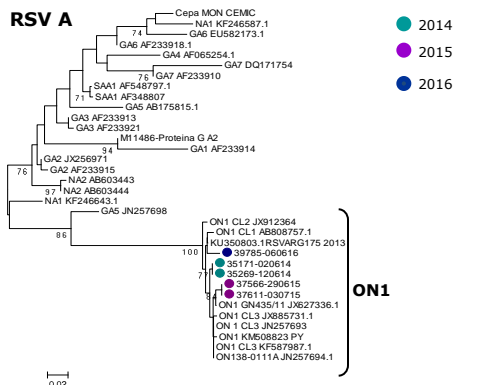 RSV A
2014
2015
2016
Cepa MON CEMIC
NA1 KF246587.1
GA6 EU582173.1
74
GA6 AF233918.1
GA4 AF065254.1
GA7 DQ171754
76
GA7 AF233910
SAA1 AF548797.1
71
SAA1 AF348807
GA5 AB175815.1
GA3 AF233913
GA3 AF233921
M11486-Proteina G A2
94
GA1 AF233914
GA2 JX256971
76
GA2 AF233915
NA2 AB603443
97
NA2 AB603444
NA1 KF246643.1
GA5 JN257698
86
ON1 CL2 JX912364
ON1 CL1 AB808757.1
KU350803.1RSVARG175 2013
100
39785-060616
35171-020614
77
35269-120614
37566-290615
37611-030715
ON1
ON1 GN435/11 JX627336.1
ON1 CL3 JX885731.1
ON 1 CL3 JN257693
ON1 KM508823 PY
ON1 CL3 KF587987.1
ON138-0111A JN257694.1